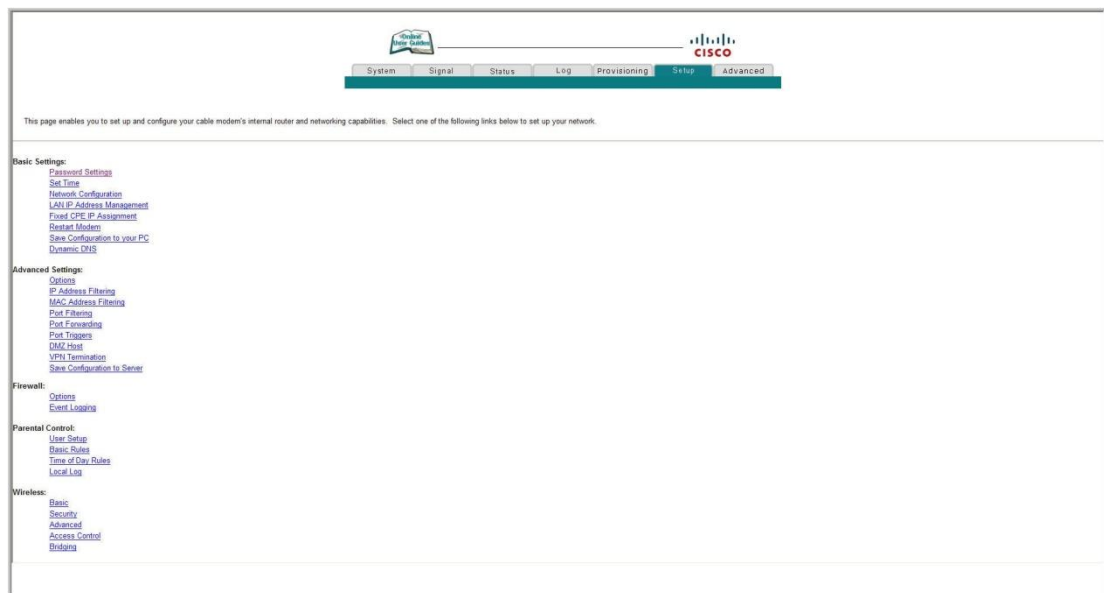 Online
User Guides
CISCO
System Signal Status Log Provisioning Setup Advanced
This page enables you to set up and configure your cable modem's internal router and networking capabilities. Select one of the following links below to set up your network.
Basic Settings:
Password Settings
Set Time
Network Configuration
LAN IP Address Management
Fixed CPE IP Assignment
Restart Modem
Save Configuration to your PC
Dynamic DNS
Advanced Settings:
Options
IP Address Filtering
MAC Address Filtering
Port Filtering
Port Forwarding
Port Triggers
DMZ Host
VPN Termination
Save Configuration to Server
Firewall:
Options
Event Logging
Parental Control:
User Setup
Basic Rules
Time of Day Rules
Local Log
Wireless:
Basic
Security
Advanced
Access Control
Bridging